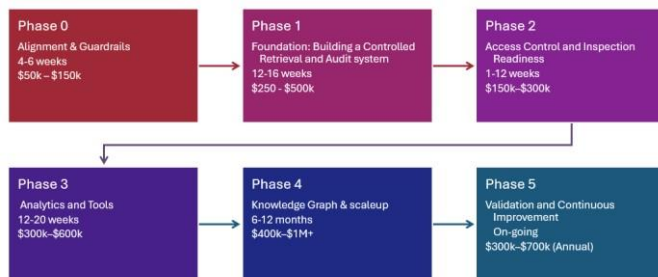 Phase 0
Alignment & Guardrails
4-6 weeks
$50k – $150k
Phase 1
Foundation: Building a Controlled
Retrieval and Audit system
12-16 weeks
$250 - $500k
Phase 2
Access Control and Inspection
Readiness
1-12 weeks
$150k–$300k
Phase 3
Analytics and Tools
12-20 weeks
$300k–$600k
Phase 4
Knowledge Graph & scaleup
6-12 months
$400k–$1M+
Phase 5
Validation and Continuous
Improvement
On-going
$300k–$700k (Annual)